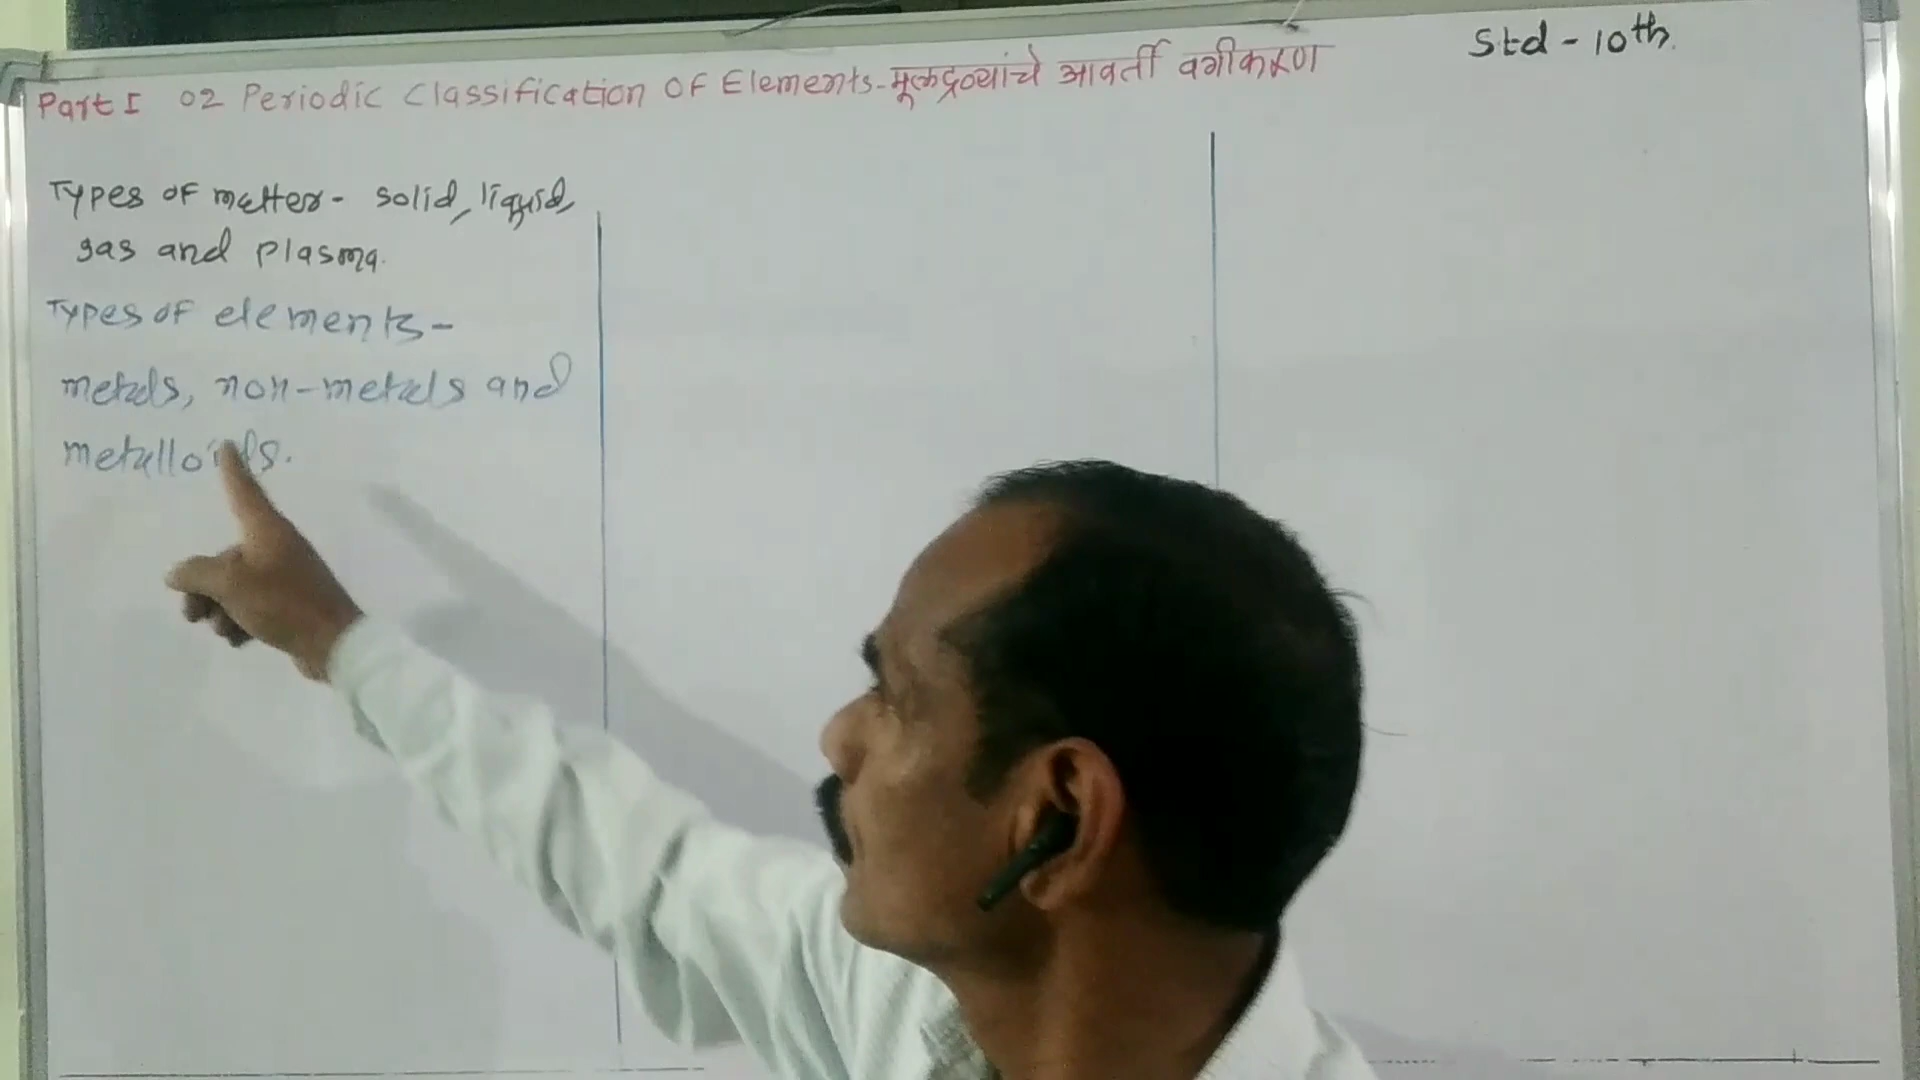 Part I 02 Periodic Classification OF Elements-मूलद्रव्यांचे आवर्ती वर्गीकरण
Std - 10th.
Types OF matter - solid, liquid,
gas and plasma.
Types OF elements-
metals, non-metals and
metalloids.